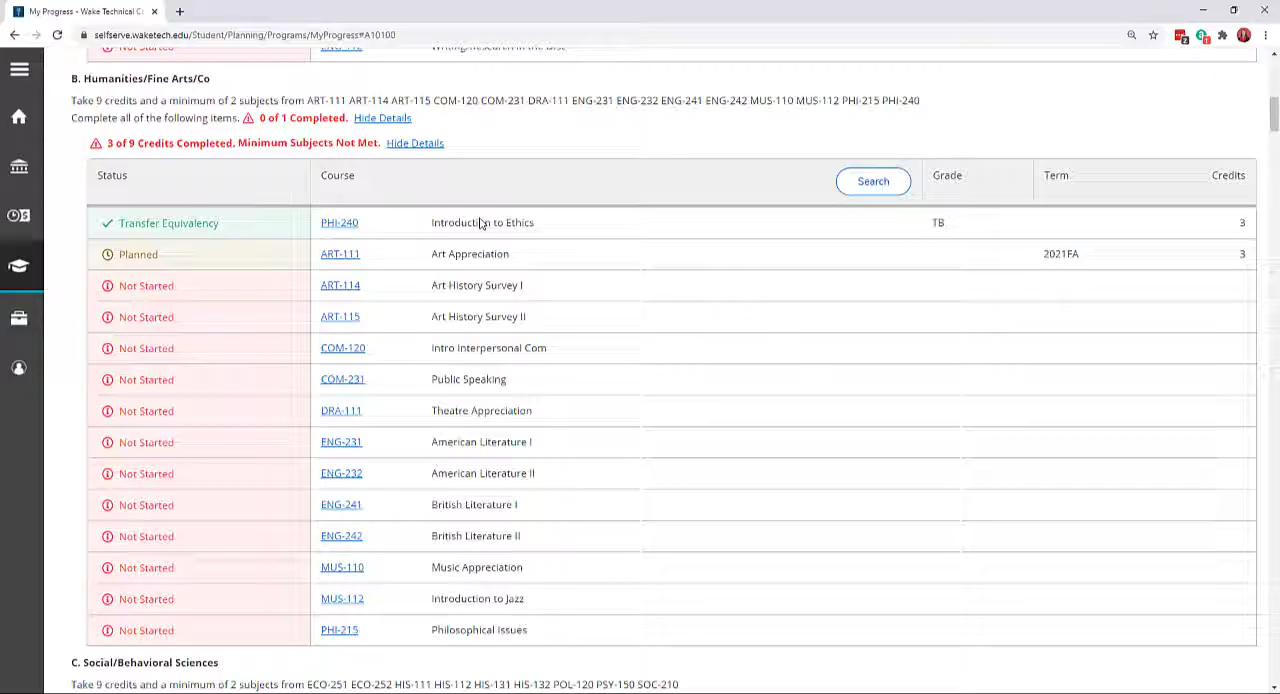 My Progress - Wake Technical C
selfserve.waketech.edu/Student/Planning/Programs/MyProgress#A10100
Not Started ENG-112 Writing/Research in the Disc
B. Humanities/Fine Arts/Co
Take 9 credits and a minimum of 2 subjects from ART-111 ART-114 ART-115 COM-120 COM-231 DRA-111 ENG-231 ENG-232 ENG-241 ENG-242 MUS-110 MUS-112 PHI-215 PHI-240
Complete all of the following items. 0 of 1 Completed. Hide Details
3 of 9 Credits Completed. Minimum Subjects Not Met. Hide Details
Status Course Search Grade Term Credits
Transfer Equivalency PHI-240 Introduction to Ethics TB 3
Planned ART-111 Art Appreciation 2021FA 3
Not Started ART-114 Art History Survey I
Not Started ART-115 Art History Survey II
Not Started COM-120 Intro Interpersonal Com
Not Started COM-231 Public Speaking
Not Started DRA-111 Theatre Appreciation
Not Started ENG-231 American Literature I
Not Started ENG-232 American Literature II
Not Started ENG-241 British Literature I
Not Started ENG-242 British Literature II
Not Started MUS-110 Music Appreciation
Not Started MUS-112 Introduction to Jazz
Not Started PHI-215 Philosophical Issues
C. Social/Behavioral Sciences
Take 9 credits and a minimum of 2 subjects from ECO-251 ECO-252 HIS-111 HIS-112 HIS-131 HIS-132 POL-120 PSY-150 SOC-210